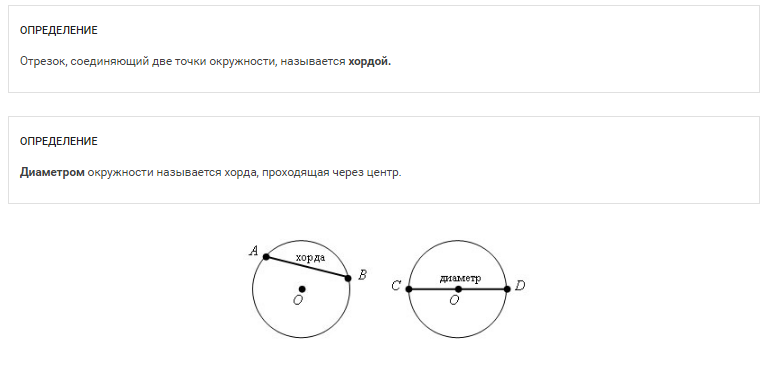 ОПРЕДЕЛЕНИЕ
Отрезок, соединяющий две точки окружности, называется хордой.
ОПРЕДЕЛЕНИЕ
Диаметром окружности называется хорда, проходящая через центр.
A
хорда
B
O
C
диаметр
D
O